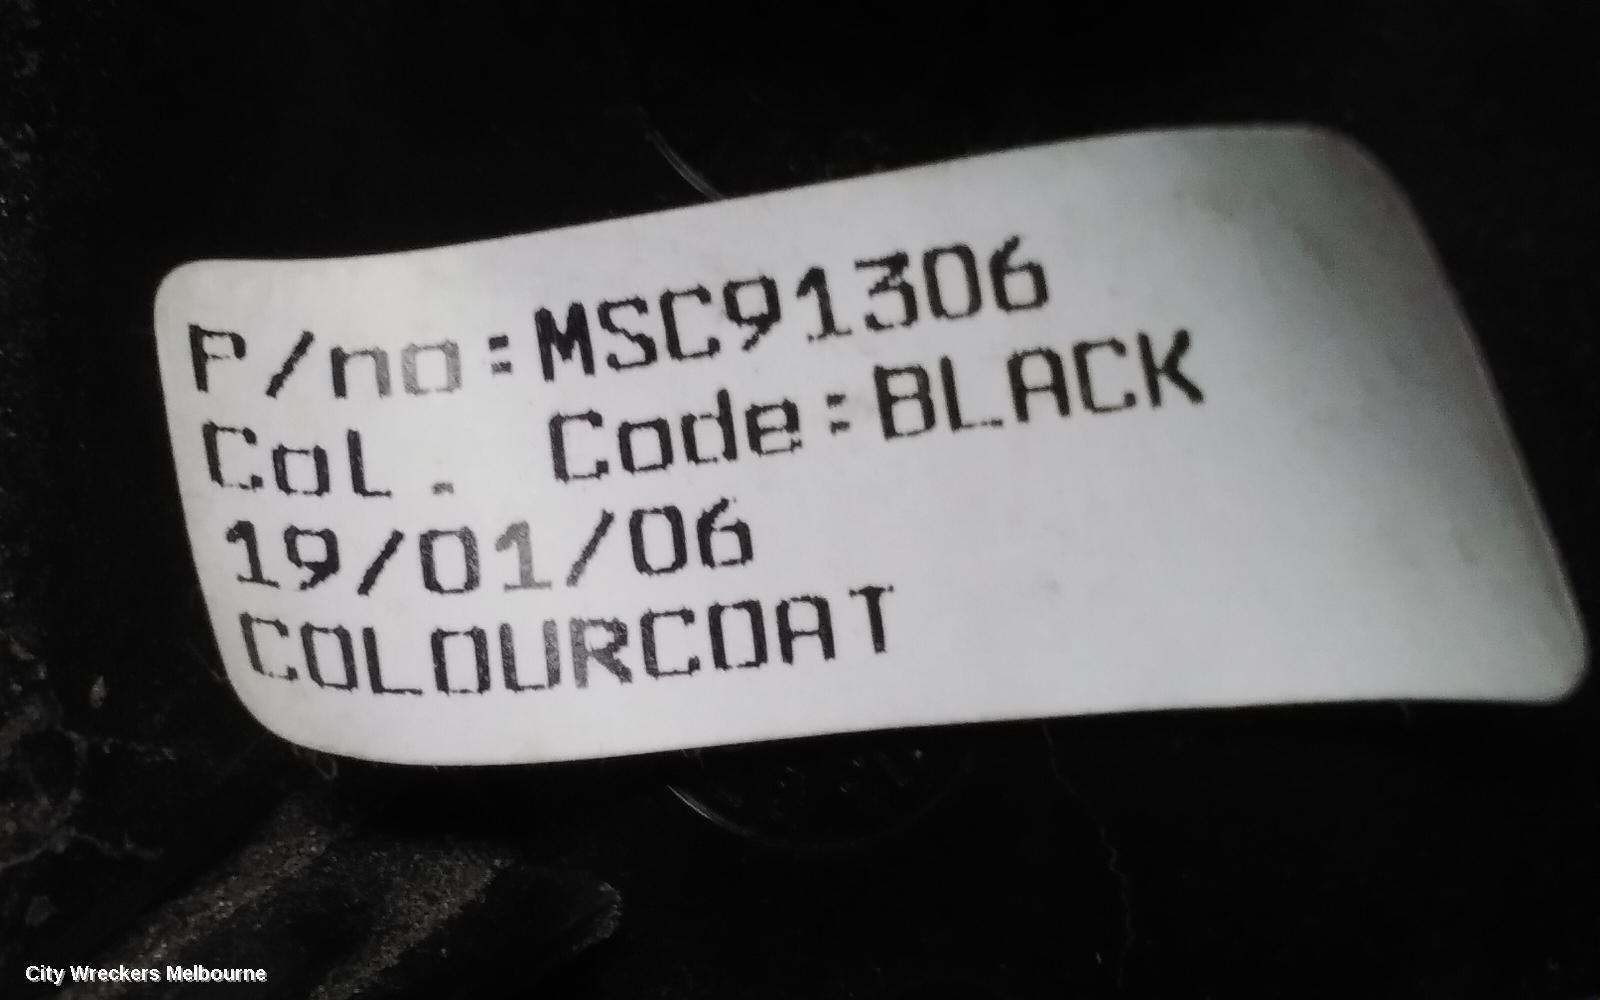 P/no:MSC91306
Col. Code:BLACK
19/01/06
COLOURCOAT
City Wreckers Melbourne